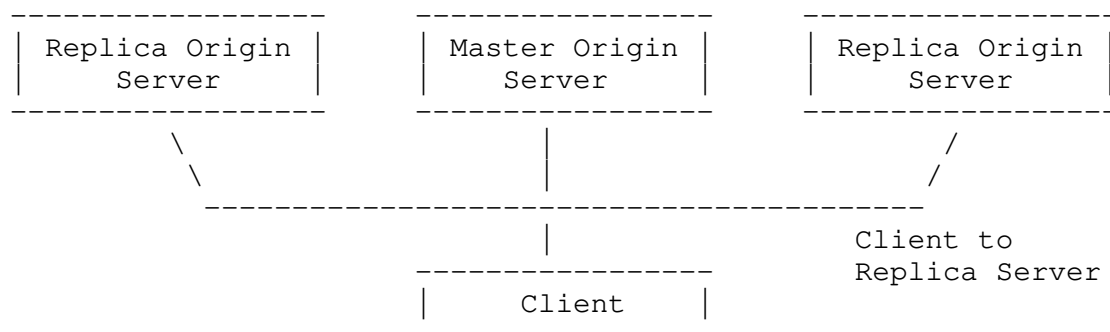 Replica Origin Master Origin Replica Origin
Server Server Server
Client to
Replica Server
Client